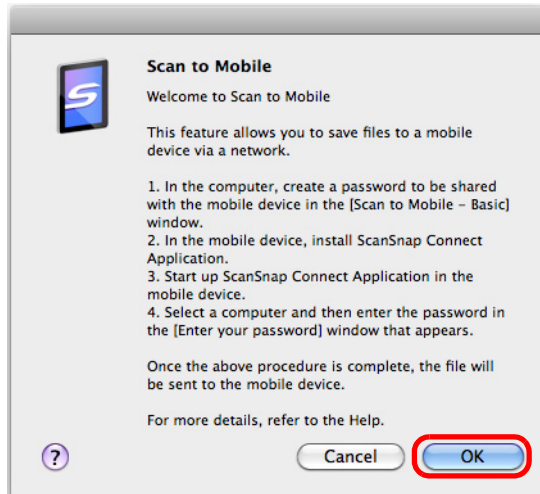 Scan to Mobile
Welcome to Scan to Mobile
This feature allows you to save files to a mobile
device via a network.
1. In the computer, create a password to be shared
with the mobile device in the [Scan to Mobile – Basic]
window.
2. In the mobile device, install ScanSnap Connect
Application.
3. Start up ScanSnap Connect Application in the
mobile device.
4. Select a computer and then enter the password in
the [Enter your password] window that appears.
Once the above procedure is complete, the file will
be sent to the mobile device.
For more details, refer to the Help.
? Cancel OK